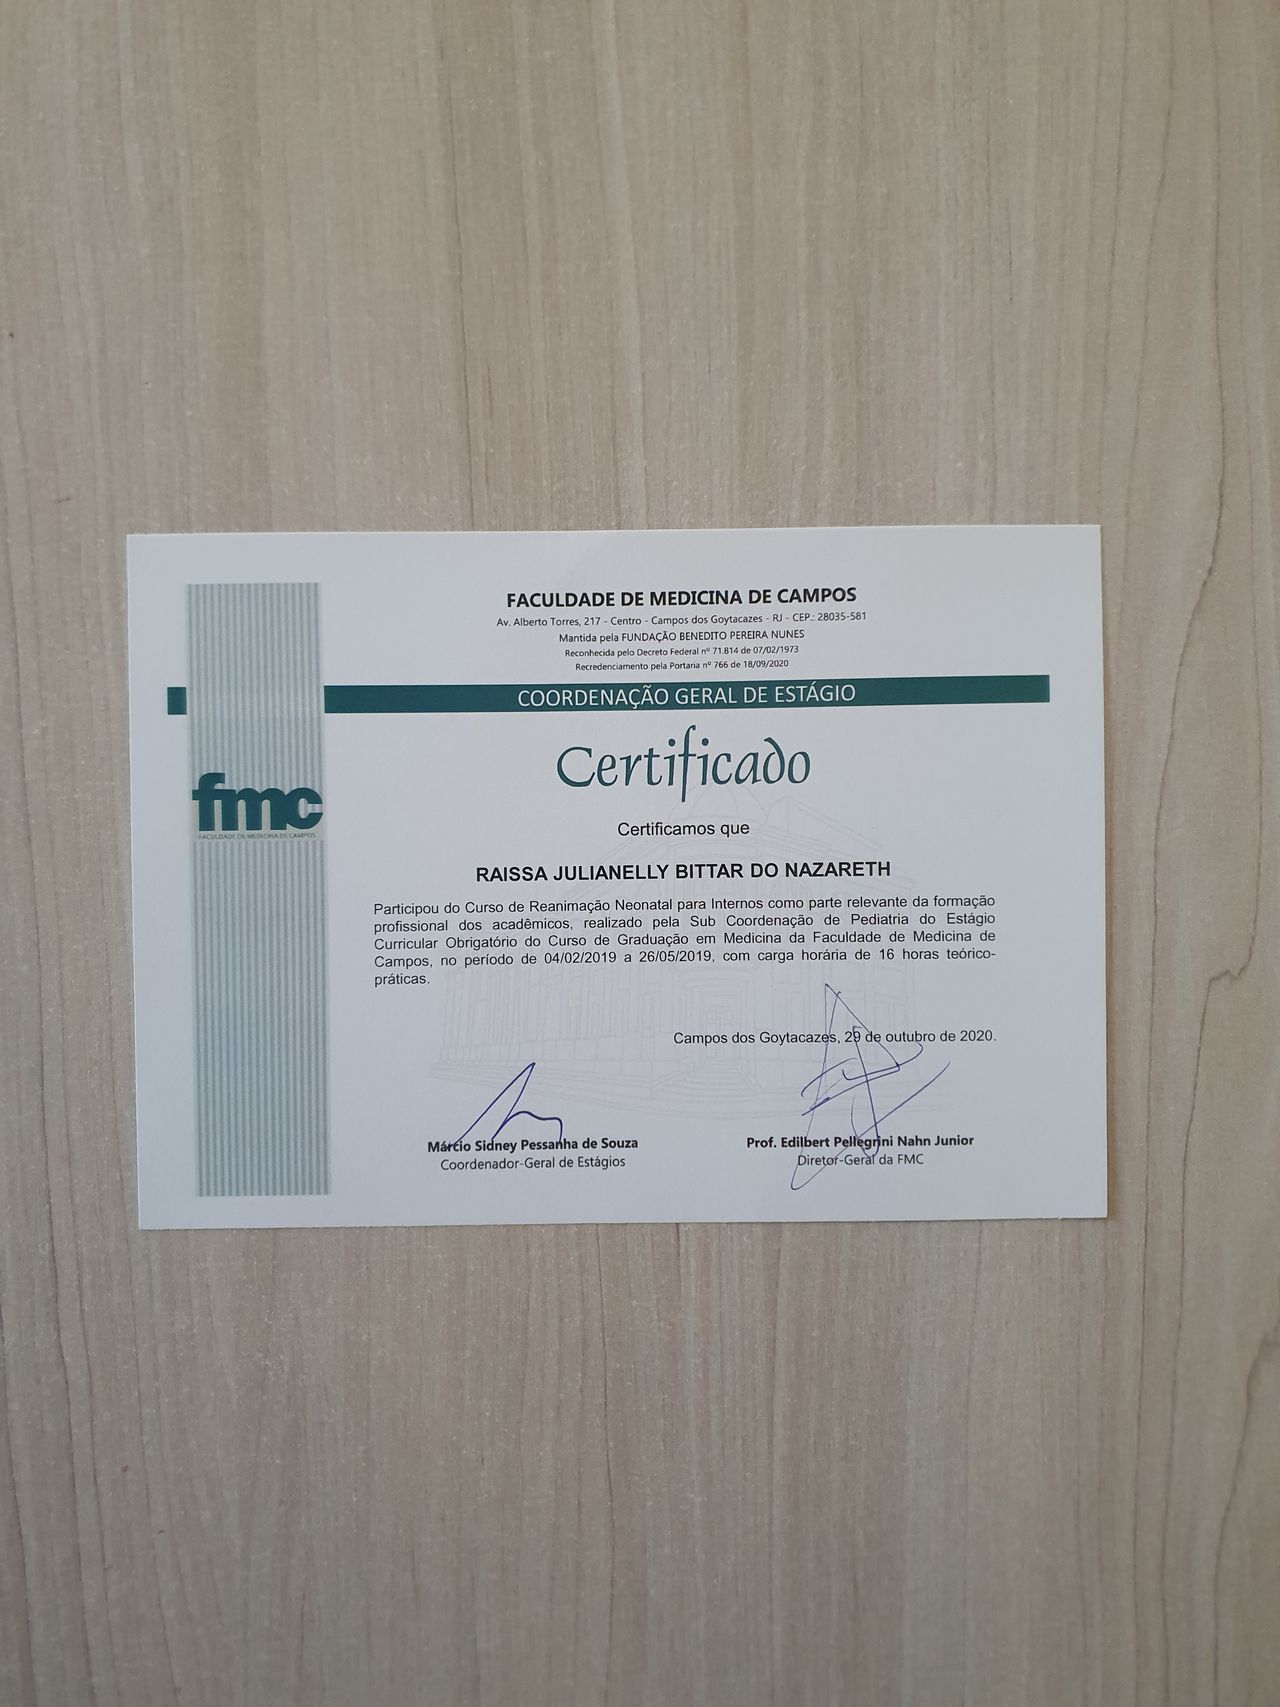 FACULDADE DE MEDICINA DE CAMPOS
Av. Alberto Torres, 217 - Centro - Campos dos Goytacazes - RJ - CEP.: 28035-581
Mantida pela FUNDAÇÃO BENEDITO PEREIRA NUNES
Reconhecida pelo Decreto Federal nº 71.814 de 07/02/1973
Recredenciamento pela Portaria nº 766 de 18/09/2020
COORDENAÇÃO GERAL DE ESTÁGIO
Certificado
fmc
FACULDADE DE MEDICINA DE CAMPOS
Certificamos que
RAISSA JULIANELLY BITTAR DO NAZARETH
Participou do Curso de Reanimação Neonatal para Internos como parte relevante da formação
profissional dos acadêmicos, realizado pela Sub Coordenação de Pediatria do Estágio
Curricular Obrigatório do Curso de Graduação em Medicina da Faculdade de Medicina de
Campos, no período de 04/02/2019 a 26/05/2019, com carga horária de 16 horas teórico-
práticas.
Campos dos Goytacazes, 29 de outubro de 2020.
Márcio Sidney Pessanha de Souza
Coordenador-Geral de Estágios
Prof. Edilbert Pellegrini Nahn Junior
Diretor-Geral da FMC